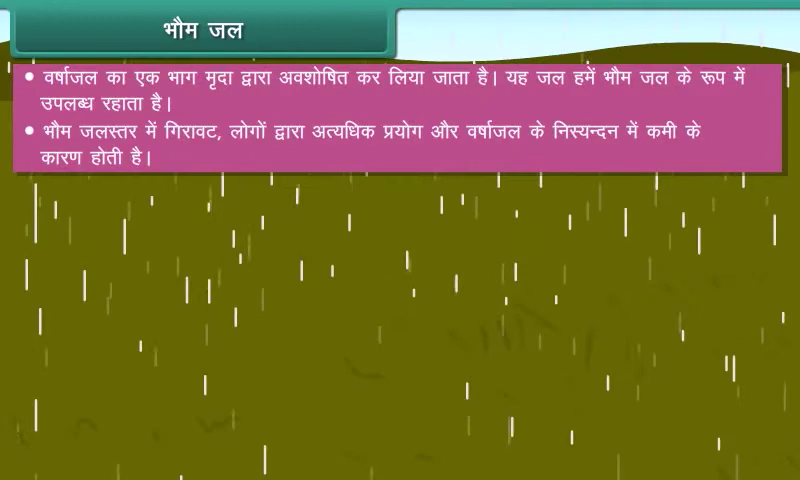 भौम जल
• वर्षाजल का एक भाग मृदा द्वारा अवशोषित कर लिया जाता है। यह जल हमें भौम जल के रूप में
उपलब्ध रहाता है।
• भौम जलस्तर में गिरावट, लोगों द्वारा अत्यधिक प्रयोग और वर्षाजल के निस्यन्दन में कमी के
कारण होती है।